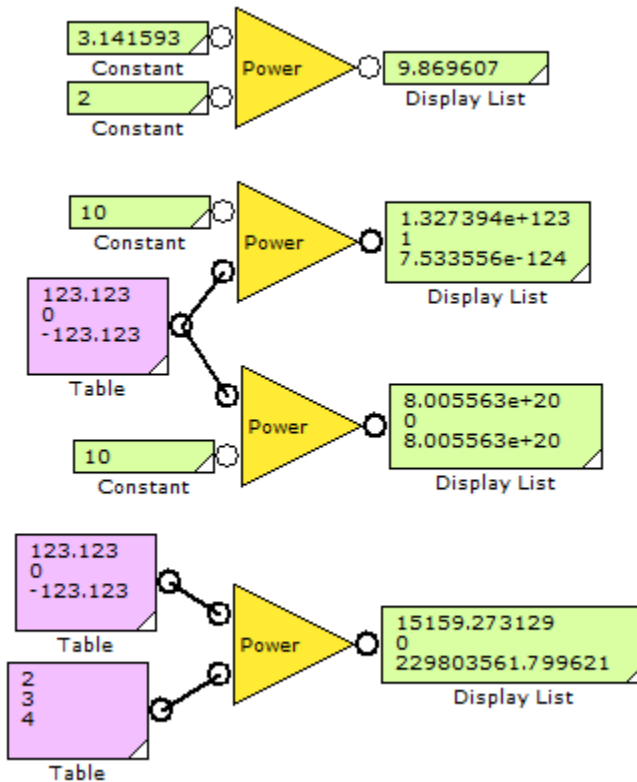 3.141593
Constant
2
Constant
Power
9.869607
Display List
10
Constant
123.123
0
-123.123
Table
Power
1.327394e+123
1
7.533556e-124
Display List
10
Constant
Power
8.005563e+20
0
8.005563e+20
Display List
123.123
0
-123.123
Table
2
3
4
Table
Power
15159.273129
0
229803561.799621
Display List